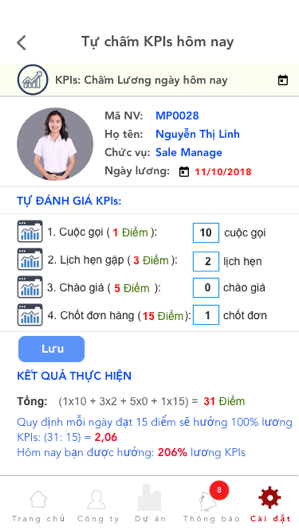 Tự chấm KPIs hôm nay
KPIs: Chấm Lương ngày hôm nay
Mã NV: MP0028
Họ tên: Nguyễn Thị Linh
Chức vụ: Sale Manage
Ngày lương: 11/10/2018
TỰ ĐÁNH GIÁ KPIs:
1. Cuộc gọi ( 1 Điểm ): 10 cuộc gọi
2. Lịch hẹn gặp ( 3 Điểm ): 2 lịch hẹn
3. Chào giá ( 5 Điểm ): 0 chào giá
4. Chốt đơn hàng (15 Điểm): 1 chốt đơn
Lưu
KẾT QUẢ THỰC HIỆN
Tổng: (1x10 + 3x2 + 5x0 + 1x15) = 31 Điểm
Quy định mỗi ngày đạt 15 điểm sẽ hưởng 100% lương
KPIs: (31: 15) = 2,06
Hôm nay bạn được hưởng: 206% lương KPIs
8
Trang chủ Công ty Dự án Thông báo Cài đặt